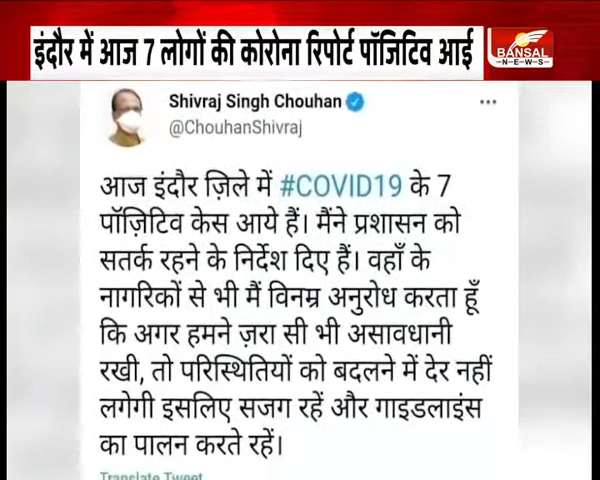 इंदौर में आज 7 लोगों की कोरोना रिपोर्ट पॉजिटिव आई
BANSAL
NEWS
Shivraj Singh Chouhan
@ChouhanShivraj
आज इंदौर ज़िले में #COVID19 के 7
पॉज़िटिव केस आये हैं। मैंने प्रशासन को
सतर्क रहने के निर्देश दिए हैं। वहाँ के
नागरिकों से भी मैं विनम्र अनुरोध करता हूँ
कि अगर हमने ज़रा सी भी असावधानी
रखी, तो परिस्थितियों को बदलने में देर नहीं
लगेगी इसलिए सजग रहें और गाइडलाइंस
का पालन करते रहें।
Translate Tweet